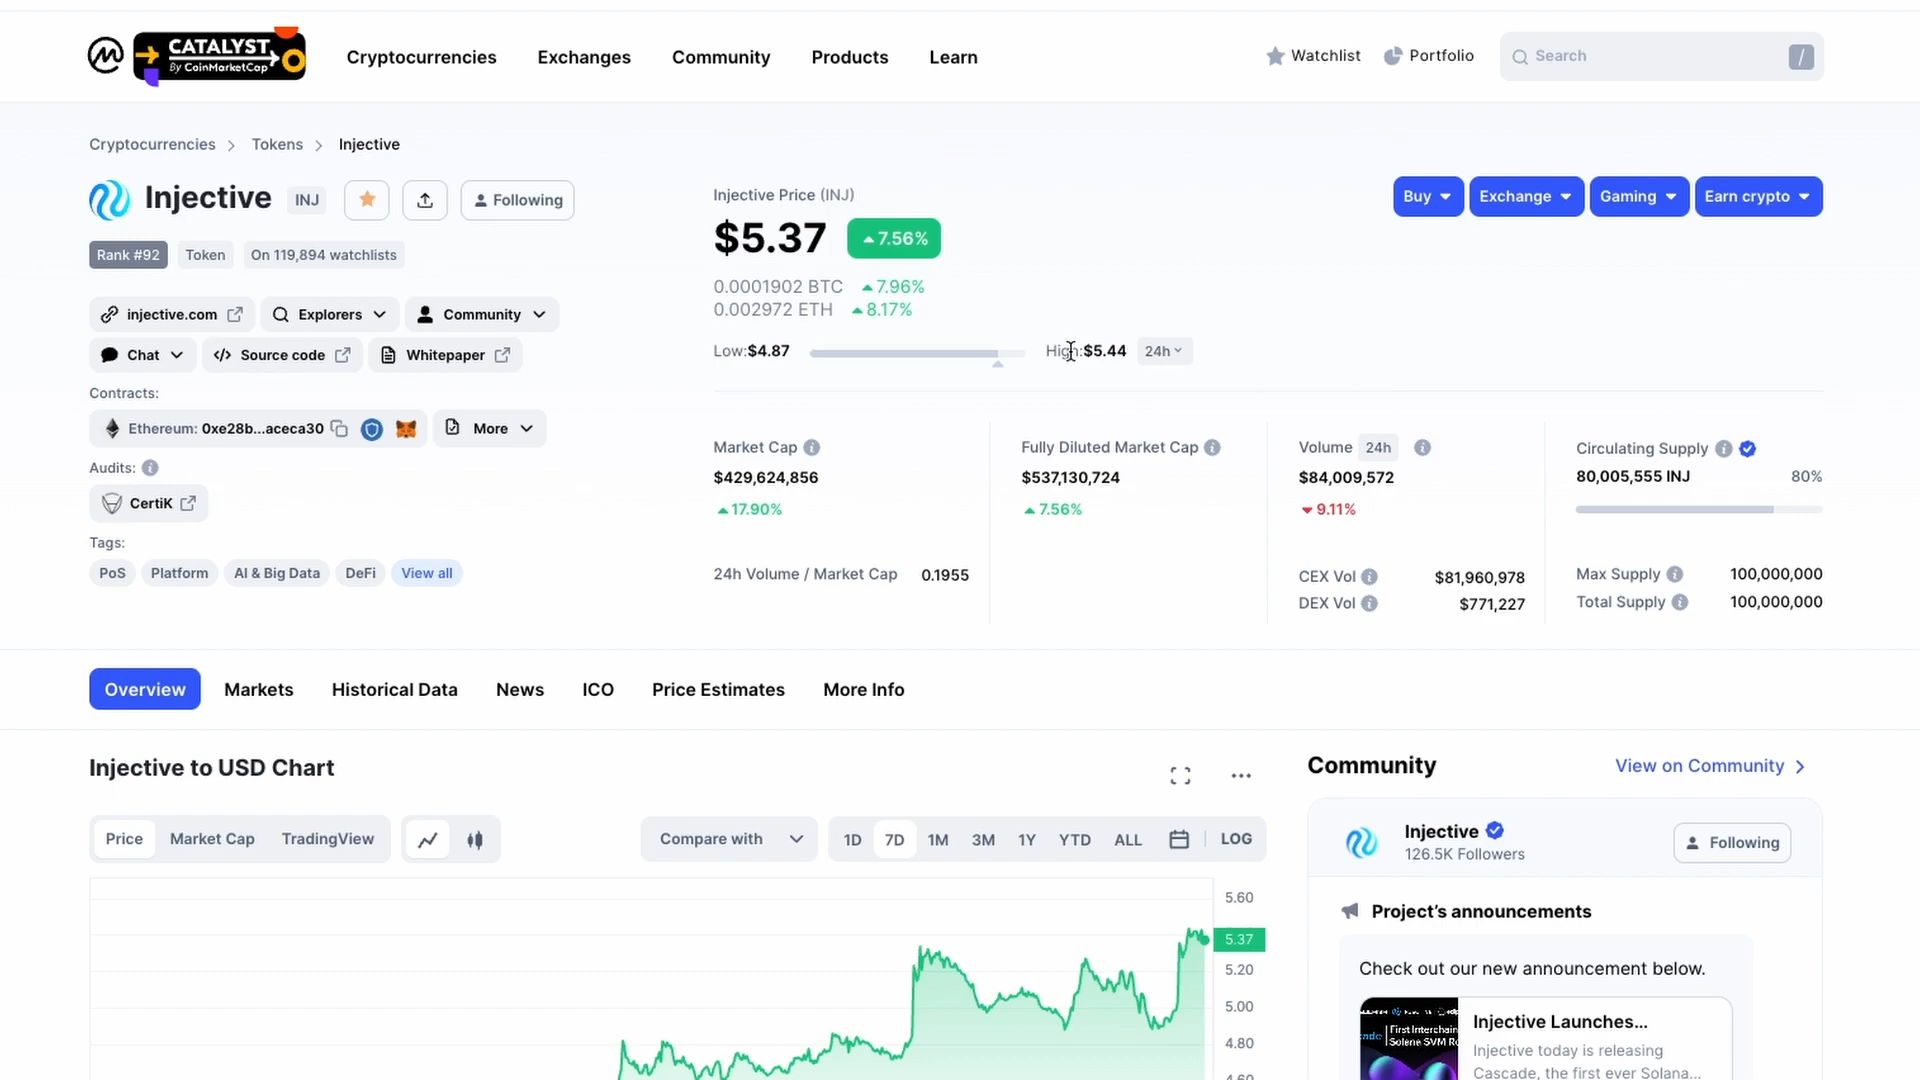 CATALYST
By CoinMarketCap
Cryptocurrencies
Exchanges
Community
Products
Learn
Watchlist
Portfolio
Search
/
Cryptocurrencies
Tokens
Injective
Injective
INJ
Following
Rank #92
Token
On 119,894 watchlists
injective.com
Explorers
Community
Chat
Source code
Whitepaper
Contracts:
Ethereum: 0xe28b...aceca30
More
Audits:
CertiK
Tags:
PoS
Platform
AI & Big Data
DeFi
View all
Injective Price (INJ)
$5.37
7.56%
0.0001902 BTC
7.96%
0.002972 ETH
8.17%
Low:$4.87
High:$5.44
24h
Buy
Exchange
Gaming
Earn crypto
Market Cap
$429,624,856
17.90%
24h Volume / Market Cap
0.1955
Fully Diluted Market Cap
$537,130,724
7.56%
Volume 24h
$84,009,572
9.11%
CEX Vol
$81,960,978
DEX Vol
$771,227
Circulating Supply
80,005,555 INJ
80%
Max Supply
100,000,000
Total Supply
100,000,000
Overview
Markets
Historical Data
News
ICO
Price Estimates
More Info
Injective to USD Chart
Price
Market Cap
TradingView
Compare with
1D
7D
1M
3M
1Y
YTD
ALL
LOG
5.60
5.37
5.20
5.00
4.80
4.60
Community
View on Community
Injective
126.5K Followers
Following
Project's announcements
Check out our new announcement below.
First Interchain
Solana SVM Ro
Injective Launches...
Injective today is releasing
Cascade, the first ever Solana...